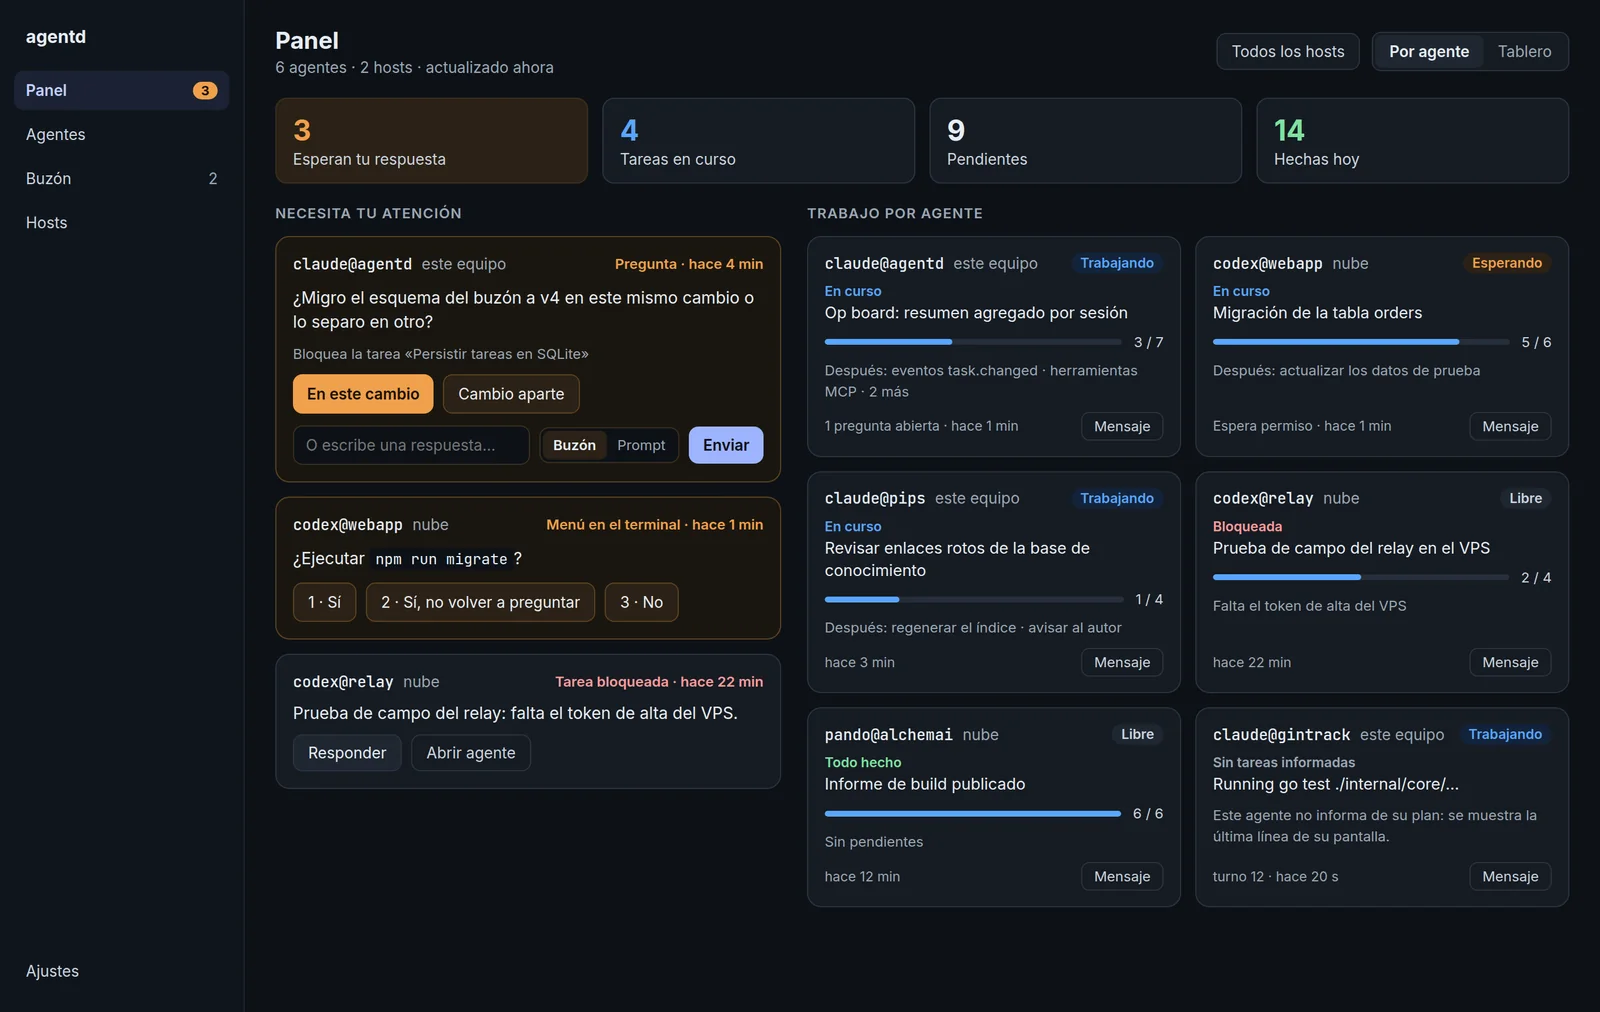 agentd
Panel 3
Agentes
Buzón 2
Hosts
Ajustes
Panel
6 agentes · 2 hosts · actualizado ahora
Todos los hosts
Por agente Tablero
3
Esperan tu respuesta
4
Tareas en curso
9
Pendientes
14
Hechas hoy
NECESITA TU ATENCIÓN
claude@agentd este equipo Pregunta · hace 4 min
¿Migro el esquema del buzón a v4 en este mismo cambio o
lo separo en otro?
Bloquea la tarea «Persistir tareas en SQLite»
En este cambio Cambio aparte
O escribe una respuesta... Buzón Prompt Enviar
codex@webapp nube Menú en el terminal · hace 1 min
¿Ejecutar npm run migrate ?
1 · Sí 2 · Sí, no volver a preguntar 3 · No
codex@relay nube Tarea bloqueada · hace 22 min
Prueba de campo del relay: falta el token de alta del VPS.
Responder Abrir agente
TRABAJO POR AGENTE
claude@agentd este equipo Trabajando
En curso
Op board: resumen agregado por sesión
3 / 7
Después: eventos task.changed · herramientas
MCP · 2 más
1 pregunta abierta · hace 1 min Mensaje
codex@webapp nube Esperando
En curso
Migración de la tabla orders
5 / 6
Después: actualizar los datos de prueba
Espera permiso · hace 1 min Mensaje
claude@pips este equipo Trabajando
En curso
Revisar enlaces rotos de la base de
conocimiento
1 / 4
Después: regenerar el índice · avisar al autor
hace 3 min Mensaje
codex@relay nube Libre
Bloqueada
Prueba de campo del relay en el VPS
2 / 4
Falta el token de alta del VPS
hace 22 min Mensaje
pando@alchemai nube Libre
Todo hecho
Informe de build publicado
6 / 6
Sin pendientes
hace 12 min Mensaje
claude@gintrack este equipo Trabajando
Sin tareas informadas
Running go test ./internal/core/...
Este agente no informa de su plan: se muestra la
última línea de su pantalla.
turno 12 · hace 20 s Mensaje